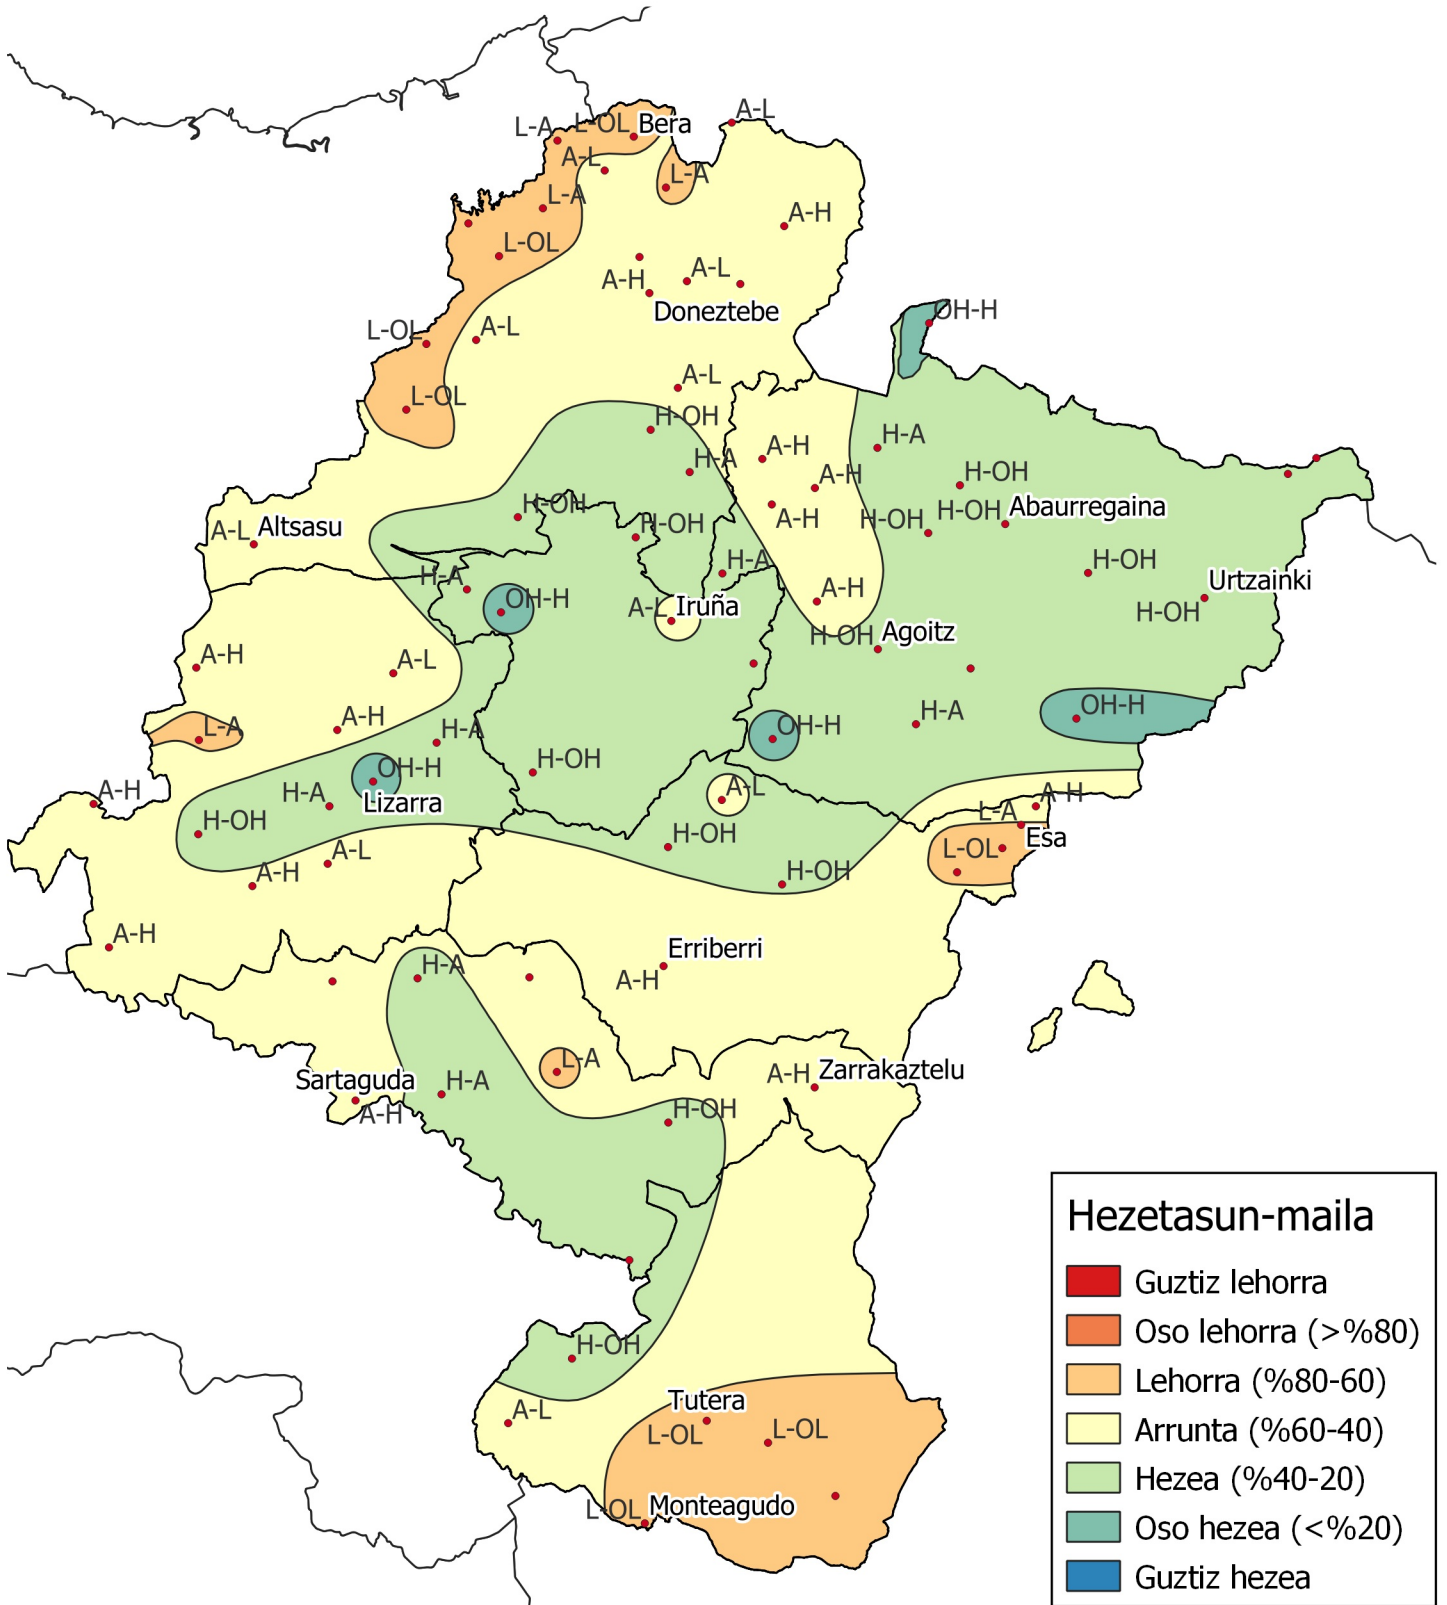 A-L
L-A
L-OL
Bera
A-L
L-A
L-A
A-H
L-OL
A-L
A-H
Doneztebe
OH-H
L-OL
A-L
A-L
L-OL
H-OH
H-A
A-H
H-A
A-H
H-OH
H-OH
H-OH
Abaurregaina
A-L
Altsasu
H-OH
A-H
H-OH
H-A
H-OH
H-A
Urtzainki
OH-H
A-H
A-L
Iruña
H-OH
H-OH
Agoitz
A-H
A-L
OH-H
L-A
A-H
H-A
OH-H
H-A
H-OH
OH-H
A-H
H-A
Lizarra
A-L
A-H
L-A
H-OH
H-OH
Esa
A-L
L-OL
A-H
H-OH
A-H
Erriberri
H-A
A-H
L-A
Sartaguda
H-A
A-H
Zarrakaztelu
A-H
H-OH
H-OH
Tutera
A-L
L-OL
L-OL
L-OL
Monteagudo
Hezetasun-maila
Guztiz lehorra
Oso lehorra (>%80)
Lehorra (%80-60)
Arrunta (%60-40)
Hezea (%40-20)
Oso hezea (<%20)
Guztiz hezea